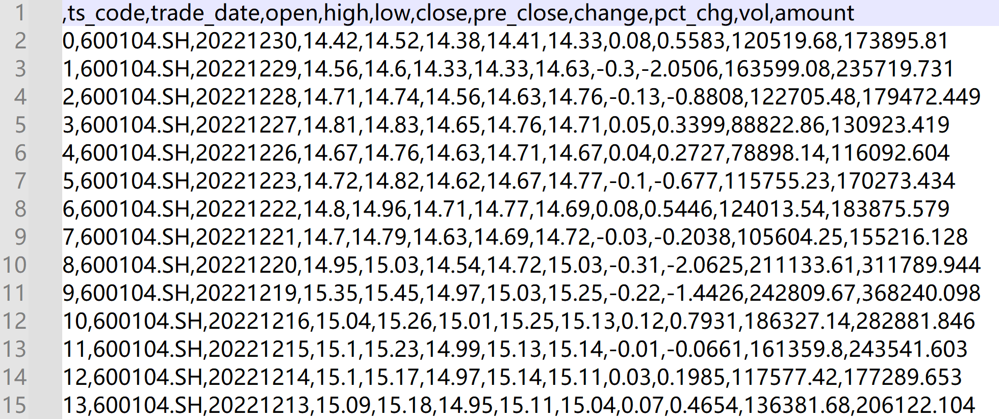 1 ,ts_code,trade_date,open,high,low,close,pre_close,change,pct_chg,vol,amount
2 0,600104.SH,20221230,14.42,14.52,14.38,14.41,14.33,0.08,0.5583,120519.68,173895.81
3 1,600104.SH,20221229,14.56,14.6,14.33,14.33,14.63,-0.3,-2.0506,163599.08,235719.731
4 2,600104.SH,20221228,14.71,14.74,14.56,14.63,14.76,-0.13,-0.8808,122705.48,179472.449
5 3,600104.SH,20221227,14.81,14.83,14.65,14.76,14.71,0.05,0.3399,88822.86,130923.419
6 4,600104.SH,20221226,14.67,14.76,14.63,14.71,14.67,0.04,0.2727,78898.14,116092.604
7 5,600104.SH,20221223,14.72,14.82,14.62,14.67,14.77,-0.1,-0.677,115755.23,170273.434
8 6,600104.SH,20221222,14.8,14.96,14.71,14.77,14.69,0.08,0.5446,124013.54,183875.579
9 7,600104.SH,20221221,14.7,14.79,14.63,14.69,14.72,-0.03,-0.2038,105604.25,155216.128
10 8,600104.SH,20221220,14.95,15.03,14.54,14.72,15.03,-0.31,-2.0625,211133.61,311789.944
11 9,600104.SH,20221219,15.35,15.45,14.97,15.03,15.25,-0.22,-1.4426,242809.67,368240.098
12 10,600104.SH,20221216,15.04,15.26,15.01,15.25,15.13,0.12,0.7931,186327.14,282881.846
13 11,600104.SH,20221215,15.1,15.23,14.99,15.13,15.14,-0.01,-0.0661,161359.8,243541.603
14 12,600104.SH,20221214,15.1,15.17,14.97,15.14,15.11,0.03,0.1985,117577.42,177289.653
15 13,600104.SH,20221213,15.09,15.18,14.95,15.11,15.04,0.07,0.4654,136381.68,206122.104